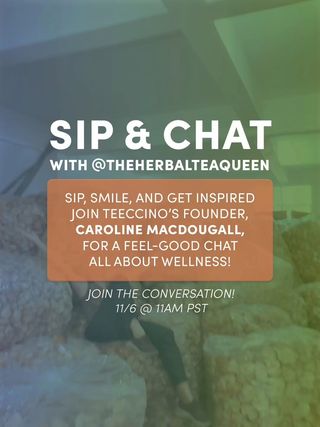 SIP & CHAT
WITH @THEHERBALTEAQUEEN
SIP, SMILE, AND GET INSPIRED
JOIN TEECCINO'S FOUNDER,
CAROLINE MACDOUGALL,
FOR A FEEL-GOOD CHAT
ALL ABOUT WELLNESS!
JOIN THE CONVERSATION!
11/6 @ 11AM PST